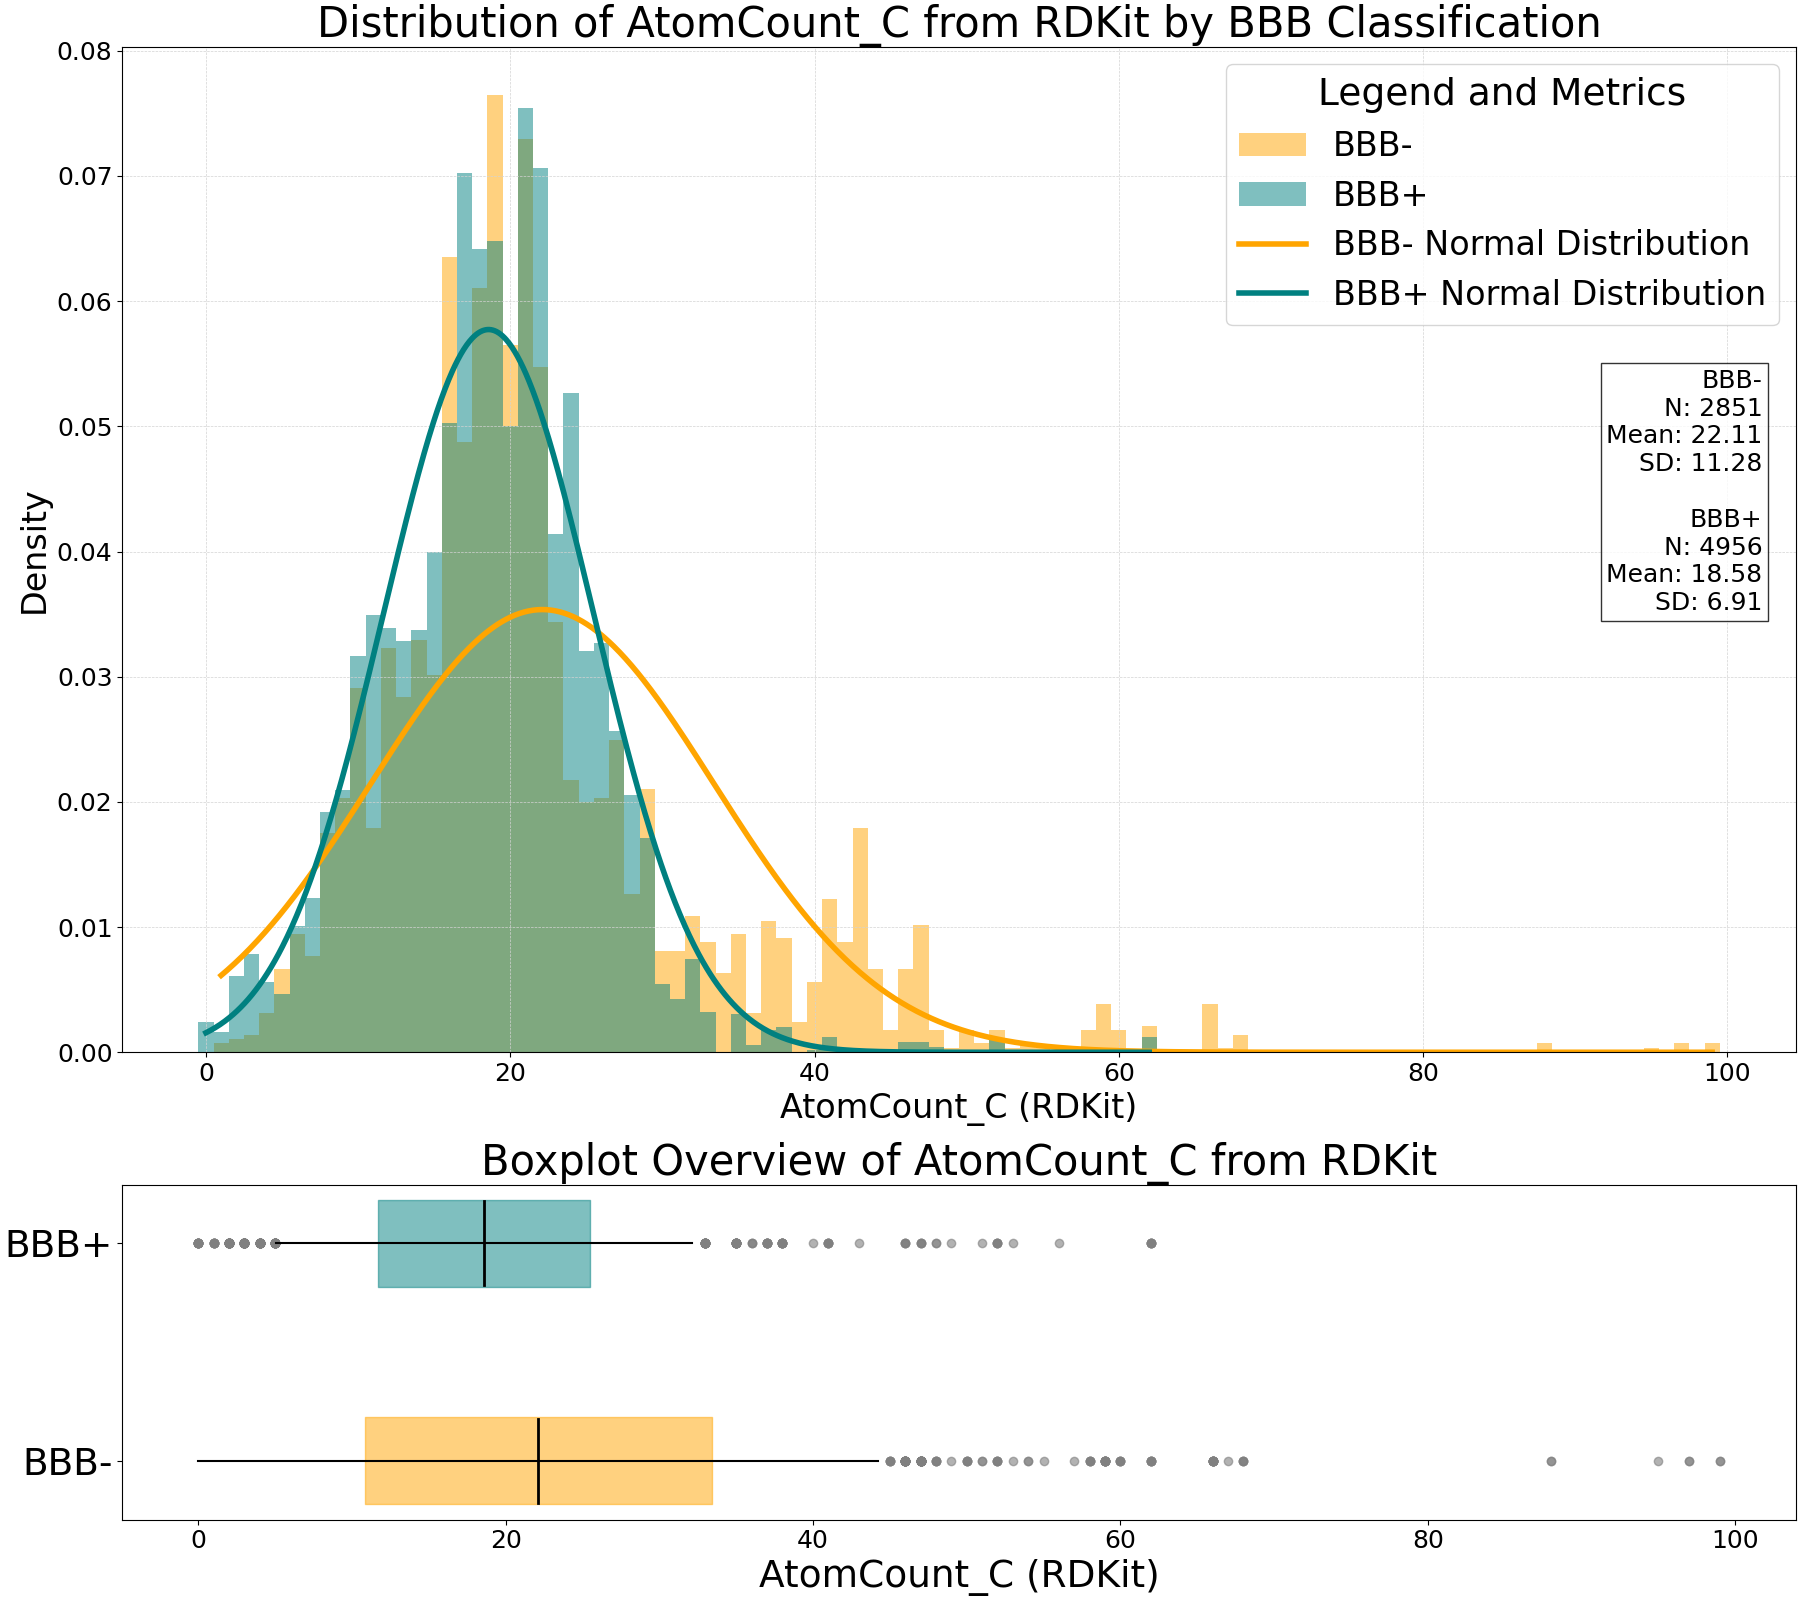 Distribution of AtomCount_C from RDKit by BBB Classification
Legend and Metrics
BBB-
BBB+
BBB- Normal Distribution
BBB+ Normal Distribution
BBB-
N: 2851
Mean: 22.11
SD: 11.28
BBB+
N: 4956
Mean: 18.58
SD: 6.91
Density
0.08
0.07
0.06
0.05
0.04
0.03
0.02
0.01
0.00
0 20 40 60 80 100
AtomCount_C (RDKit)
Boxplot Overview of AtomCount_C from RDKit
BBB+
BBB-
0 20 40 60 80 100
AtomCount_C (RDKit)